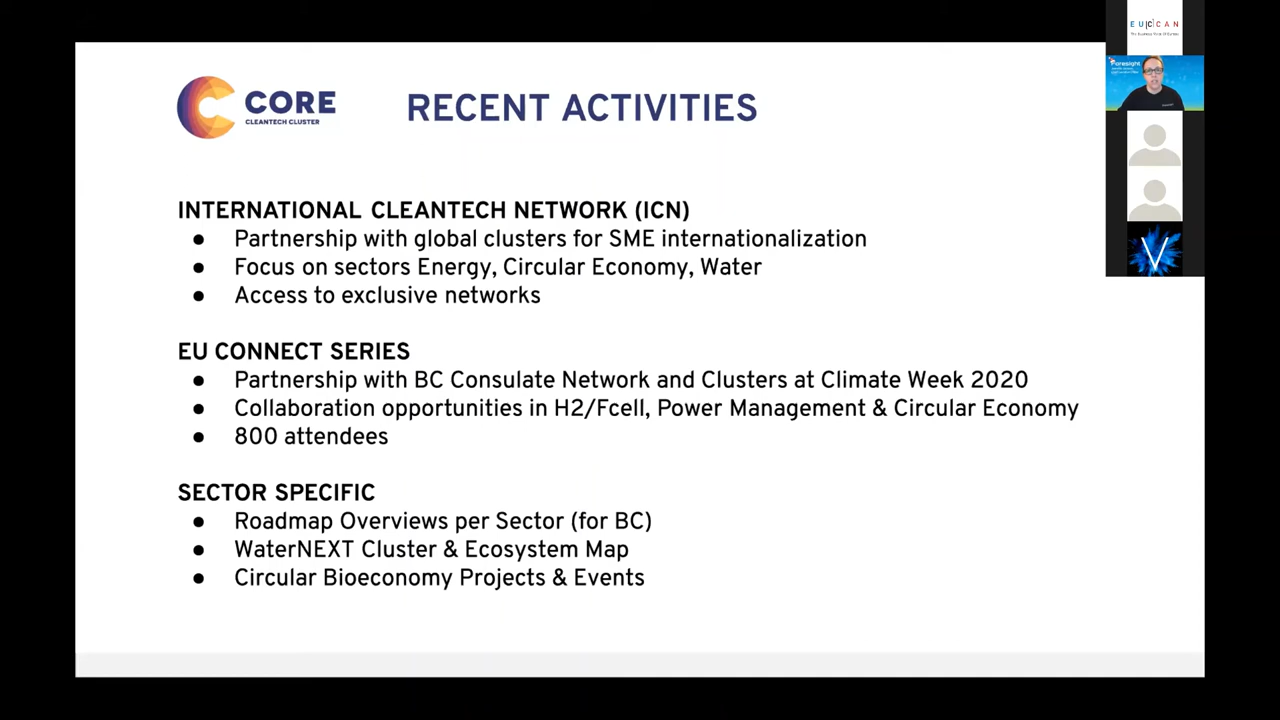 CORE
CLEANTECH CLUSTER
RECENT ACTIVITIES
INTERNATIONAL CLEANTECH NETWORK (ICN)
● Partnership with global clusters for SME internationalization
● Focus on sectors Energy, Circular Economy, Water
● Access to exclusive networks
EU CONNECT SERIES
● Partnership with BC Consulate Network and Clusters at Climate Week 2020
● Collaboration opportunities in H2/Fcell, Power Management & Circular Economy
● 800 attendees
SECTOR SPECIFIC
● Roadmap Overviews per Sector (for BC)
● WaterNEXT Cluster & Ecosystem Map
● Circular Bioeconomy Projects & Events
EU|C|CAN
Foresight
V